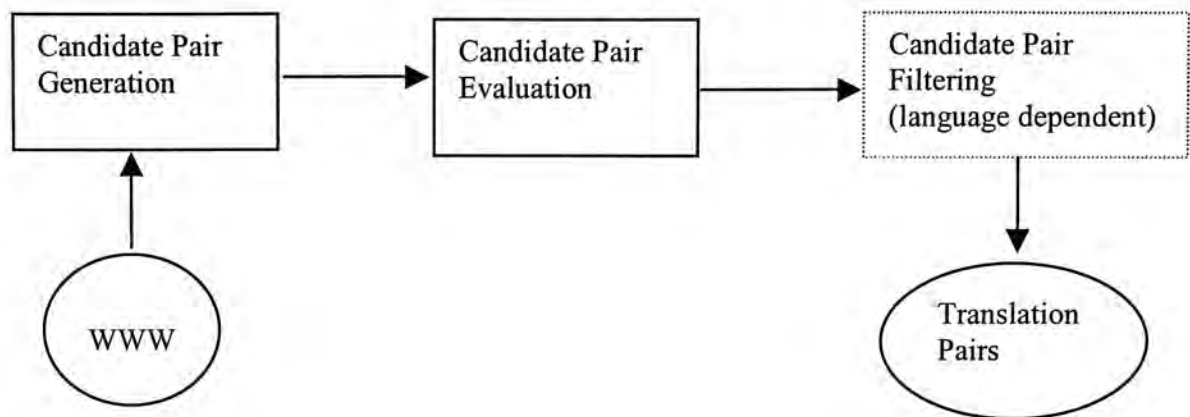 Candidate Pair
Generation
Candidate Pair
Evaluation
Candidate Pair
Filtering
(language dependent)
WWW
Translation
Pairs